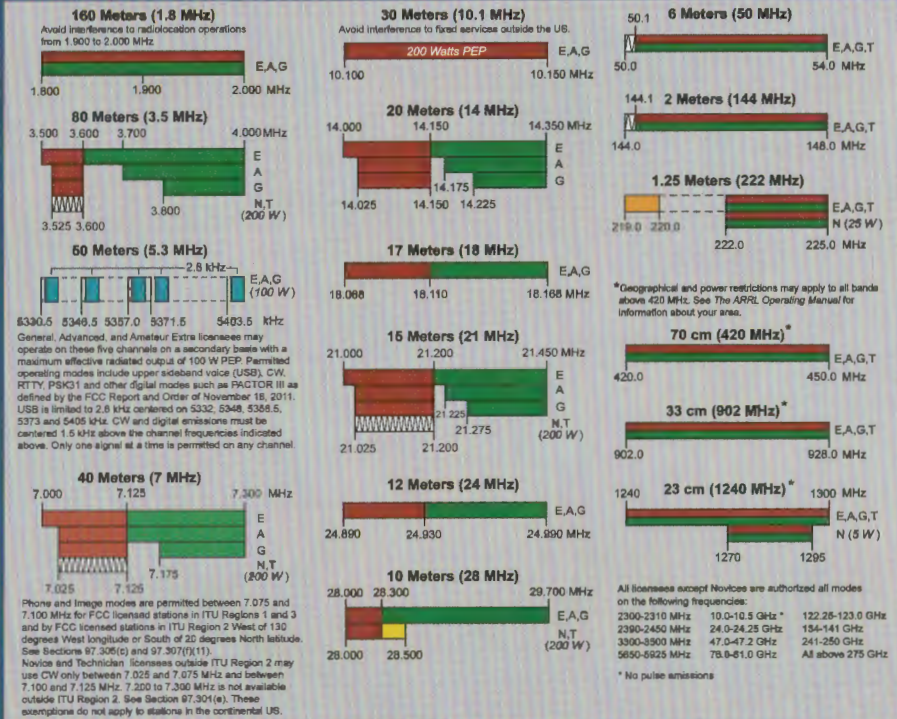 160 Meters (1.8 MHz)
Avoid interference to radiolocation operations
from 1.900 to 2.000 MHz
E,A,G
1.800 1.900 2.000 MHz
80 Meters (3.5 MHz)
3.500 3.600 3.700 4.000 MHz
E
A
G
3.800
N,T
(200 W)
3.525 3.600
60 Meters (5.3 MHz)
2.8 kHz
E,A,G
(100 W)
5330.5 5346.5 5357.0 5371.5 5403.5 kHz
General, Advanced, and Amateur Extra licensees may
operate on these five channels on a secondary basis with a
maximum effective radiated output of 100 W PEP. Permitted
operating modes include upper sideband voice (USB), CW,
RTTY, PSK31 and other digital modes such as PACTOR III as
defined by the FCC Report and Order of November 18, 2011.
USB is limited to 2.8 kHz centered on 5332, 5348, 5358.5,
5373 and 5405 kHz. CW and digital emissions must be
centered 1.5 kHz above the channel frequencies indicated
above. Only one signal at a time is permitted on any channel.
40 Meters (7 MHz)
7.000 7.125 7.300 MHz
E
A
G
7.175
N,T
(200 W)
7.025 7.125
Phone and Image modes are permitted between 7.075 and
7.100 MHz for FCC licensed stations in ITU Regions 1 and 3
and by FCC licensed stations in ITU Region 2 West of 130
degrees West longitude or South of 20 degrees North latitude.
See Sections 97.305(c) and 97.307(f)(11).
Novice and Technician licensees outside ITU Region 2 may
use CW only between 7.025 and 7.075 MHz and between
7.100 and 7.125 MHz. 7.200 to 7.300 MHz is not available
outside ITU Region 2. See Section 97.301(e). These
exemptions do not apply to stations in the continental US.
30 Meters (10.1 MHz)
Avoid interference to fixed services outside the US.
200 Watts PEP
E,A,G
10.100 10.150 MHz
20 Meters (14 MHz)
14.000 14.150 14.350 MHz
E
A
G
14.175
14.025 14.150 14.225
17 Meters (18 MHz)
E,A,G
18.068 18.110 18.168 MHz
15 Meters (21 MHz)
21.000 21.200 21.450 MHz
E
A
G
21.225
21.275
N,T
(200 W)
21.025 21.200
12 Meters (24 MHz)
E,A,G
24.890 24.930 24.990 MHz
10 Meters (28 MHz)
28.000 28.300 29.700 MHz
E,A,G
N,T
(200 W)
28.000 28.500
6 Meters (50 MHz)
50.1
E,A,G,T
50.0 54.0 MHz
2 Meters (144 MHz)
144.1
E,A,G,T
144.0 148.0 MHz
1.25 Meters (222 MHz)
E,A,G,T
N (25 W)
219.0 220.0
222.0 225.0 MHz
*Geographical and power restrictions may apply to all bands
above 420 MHz. See The ARRL Operating Manual for
information about your area.
70 cm (420 MHz)*
E,A,G,T
420.0 450.0 MHz
33 cm (902 MHz)*
E,A,G,T
902.0 928.0 MHz
23 cm (1240 MHz)*
1240 1300 MHz
E,A,G,T
N (5 W)
1270 1295
All licensees except Novices are authorized all modes
on the following frequencies:
2300-2310 MHz 10.0-10.5 GHz * 122.25-123.0 GHz
2390-2450 MHz 24.0-24.25 GHz 134-141 GHz
3300-3500 MHz 47.0-47.2 GHz 241-250 GHz
5650-5925 MHz 76.0-81.0 GHz All above 275 GHz
* No pulse emissions